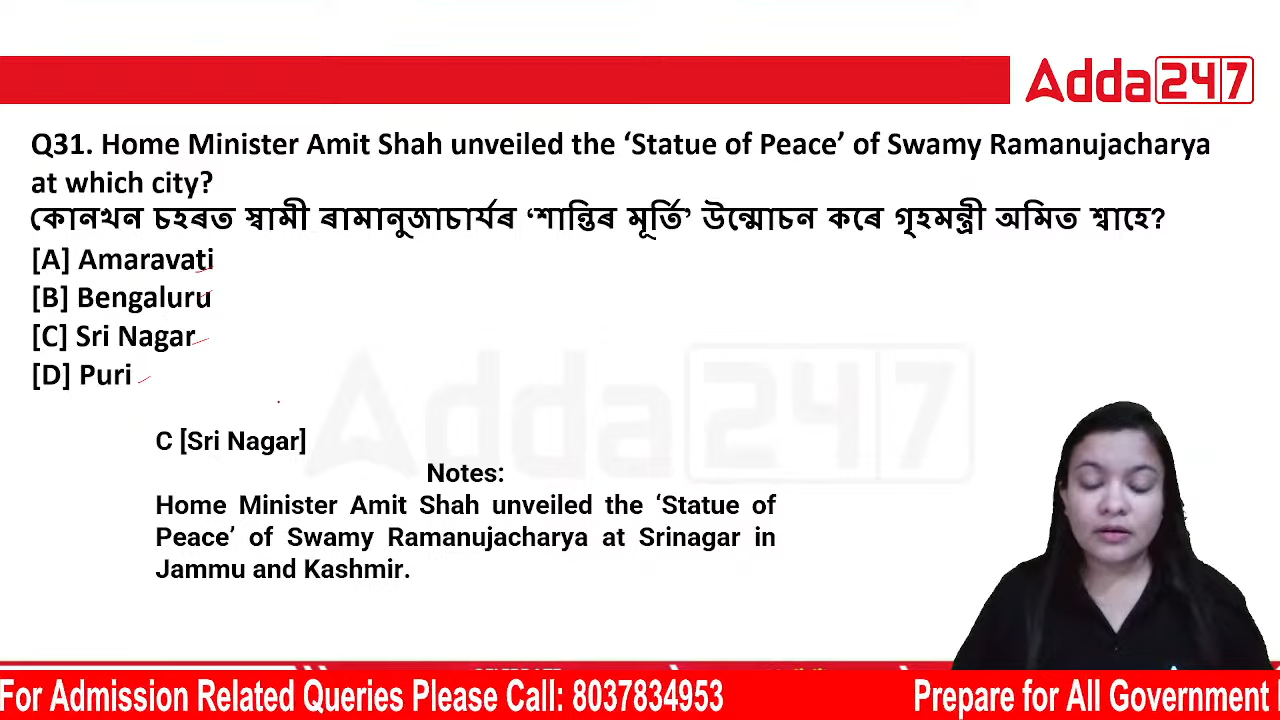 Adda247
Q31. Home Minister Amit Shah unveiled the ‘Statue of Peace’ of Swamy Ramanujacharya
at which city?
কোনখন চহৰত স্বামী ৰামানুজাচাৰ্যৰ ‘শান্তিৰ মূৰ্তি’ উন্মোচন কৰে গৃহমন্ত্ৰী অমিত শ্বাহে?
[A] Amaravati
[B] Bengaluru
[C] Sri Nagar
[D] Puri
Adda247
C [Sri Nagar]
Notes:
Home Minister Amit Shah unveiled the ‘Statue of
Peace’ of Swamy Ramanujacharya at Srinagar in
Jammu and Kashmir.
For Admission Related Queries Please Call: 8037834953
Prepare for All Government